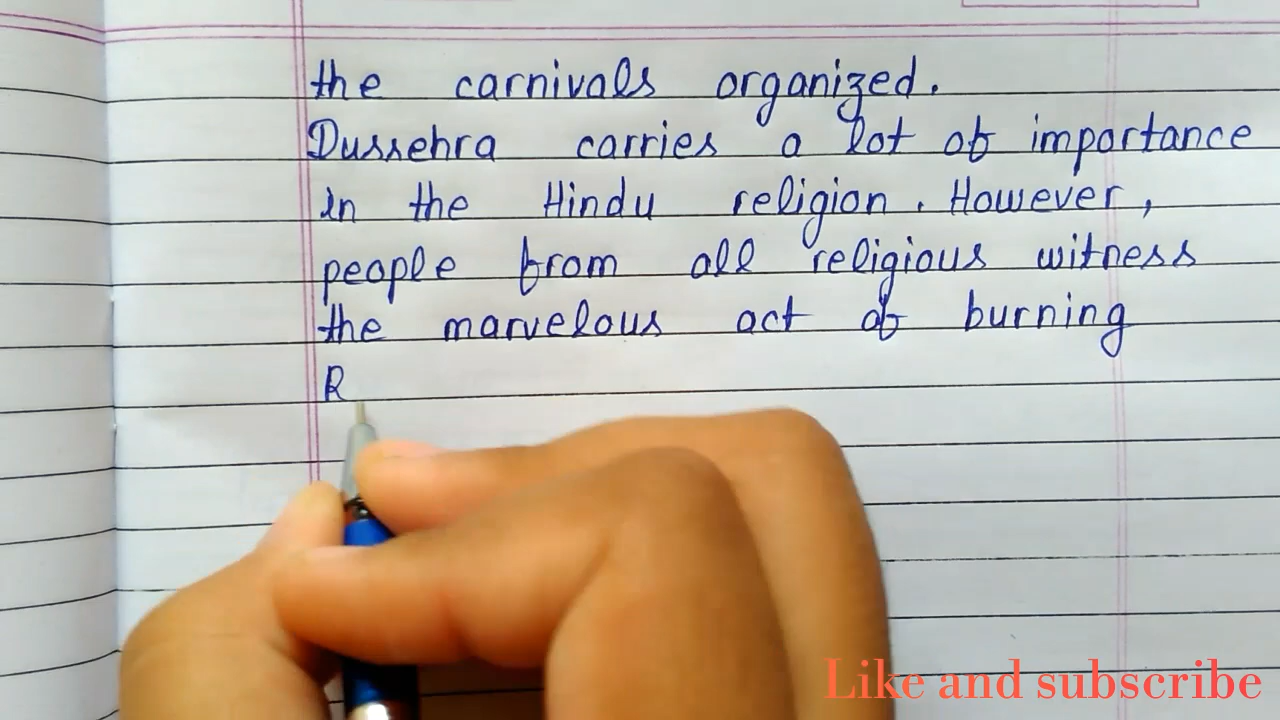 the carnivals organized.
Dussehra carries a lot of importance
in the Hindu religion. However,
people from all religious witness
the marvelous act of burning
R
Like and subscribe